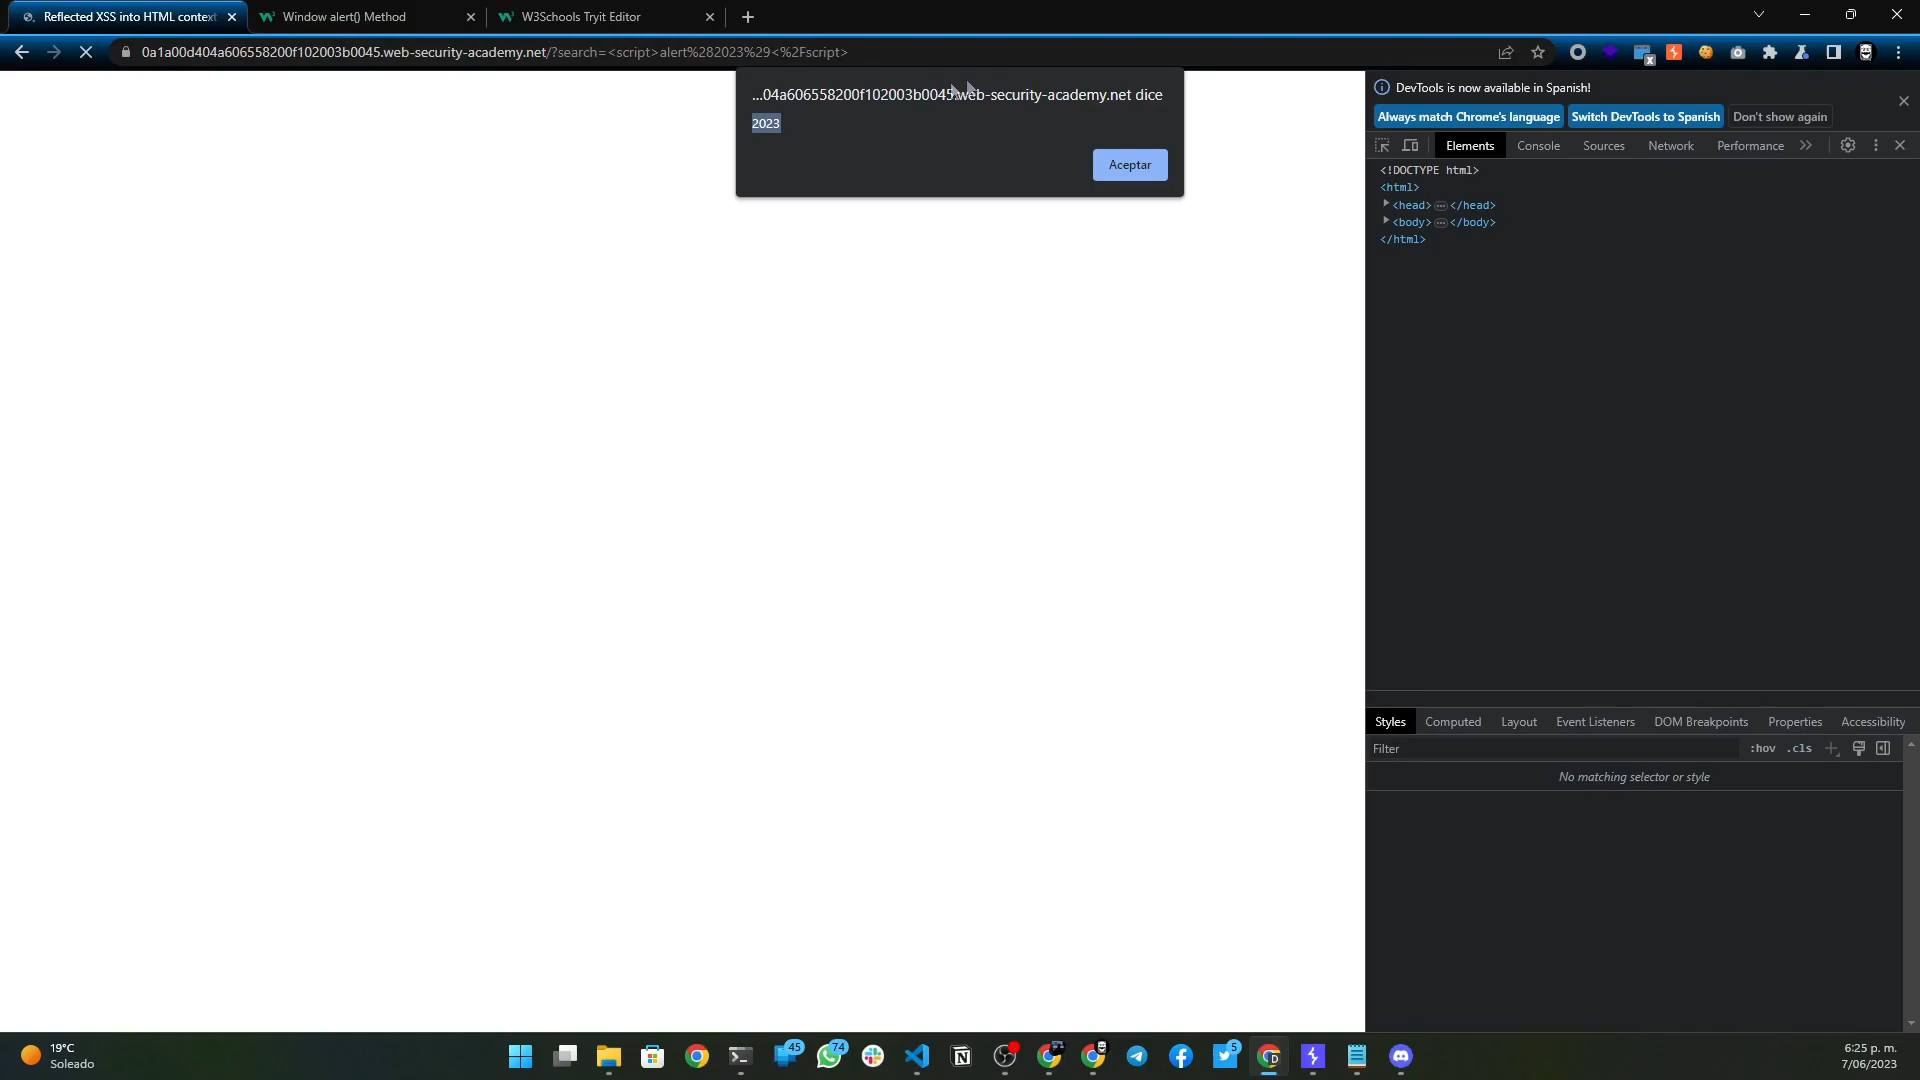 Reflected XSS into HTML context
Window alert() Method
W3Schools Tryit Editor
0a1a00d404a606558200f102003b0045.web-security-academy.net/?search=<script>alert%282023%29<%2Fscript>
...04a606558200f102003b0045.web-security-academy.net dice
2023
Aceptar
DevTools is now available in Spanish!
Always match Chrome's language
Switch DevTools to Spanish
Don't show again
Elements
Console
Sources
Network
Performance
<!DOCTYPE html>
<html>
<head>…</head>
<body>…</body>
</html>
Styles
Computed
Layout
Event Listeners
DOM Breakpoints
Properties
Accessibility
Filter
:hov
.cls
No matching selector or style
19°C
Soleado
45
74
5
6:25 p. m.
7/06/2023